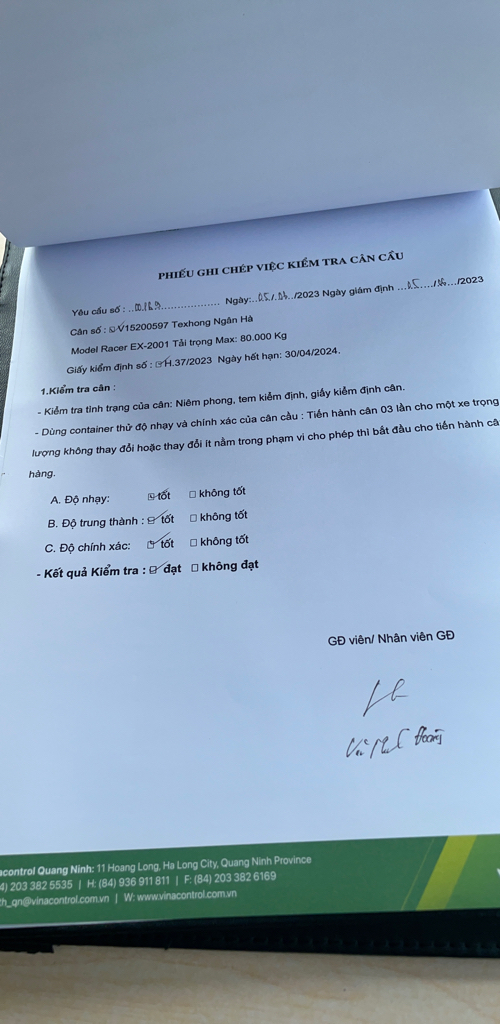 PHIẾU GHI CHÉP VIỆC KIỂM TRA CÂN CẦU
Yêu cầu số : ...................... Ngày:..05./.../2023 Ngày giám định ...05..../..../2023
Cân số : ☑V15200597 Texhong Ngân Hà
Model Racer EX-2001 Tải trọng Max: 80.000 Kg
Giấy kiểm định số : ☑H.37/2023 Ngày hết hạn: 30/04/2024.
1.Kiểm tra cân :
- Kiểm tra tình trạng của cân: Niêm phong, tem kiểm định, giấy kiểm định cân.
- Dùng container thử độ nhạy và chính xác của cân cầu : Tiến hành cân 03 lần cho một xe trọng
lượng không thay đổi hoặc thay đổi ít nằm trong phạm vi cho phép thì bắt đầu cho tiến hành
hàng.
A. Độ nhạy: ☑ tốt ☐ không tốt
B. Độ trung thành : ☑ tốt ☐ không tốt
C. Độ chính xác: ☑ tốt ☐ không tốt
- Kết quả Kiểm tra : ☑ đạt ☐ không đạt
GĐ viên/ Nhân viên GĐ
acontrol Quang Ninh: 11 Hoang Long, Ha Long City, Quang Ninh Province
4) 203 382 5535 | H: (84) 936 911 811 | F: (84) 203 382 6169
th_qn@vinacontrol.com.vn | W: www.vinacontrol.com.vn